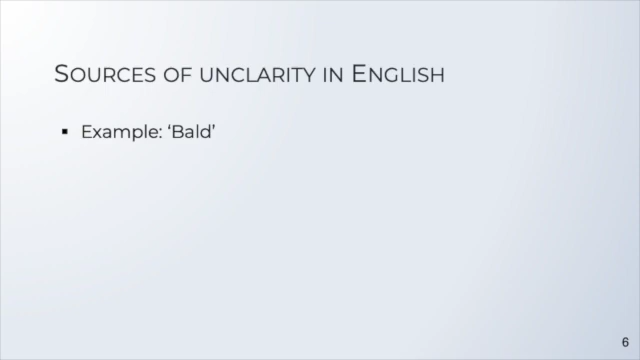 SOURCES OF UNCLARITY IN ENGLISH
▪ Example: ‘Bald’
6